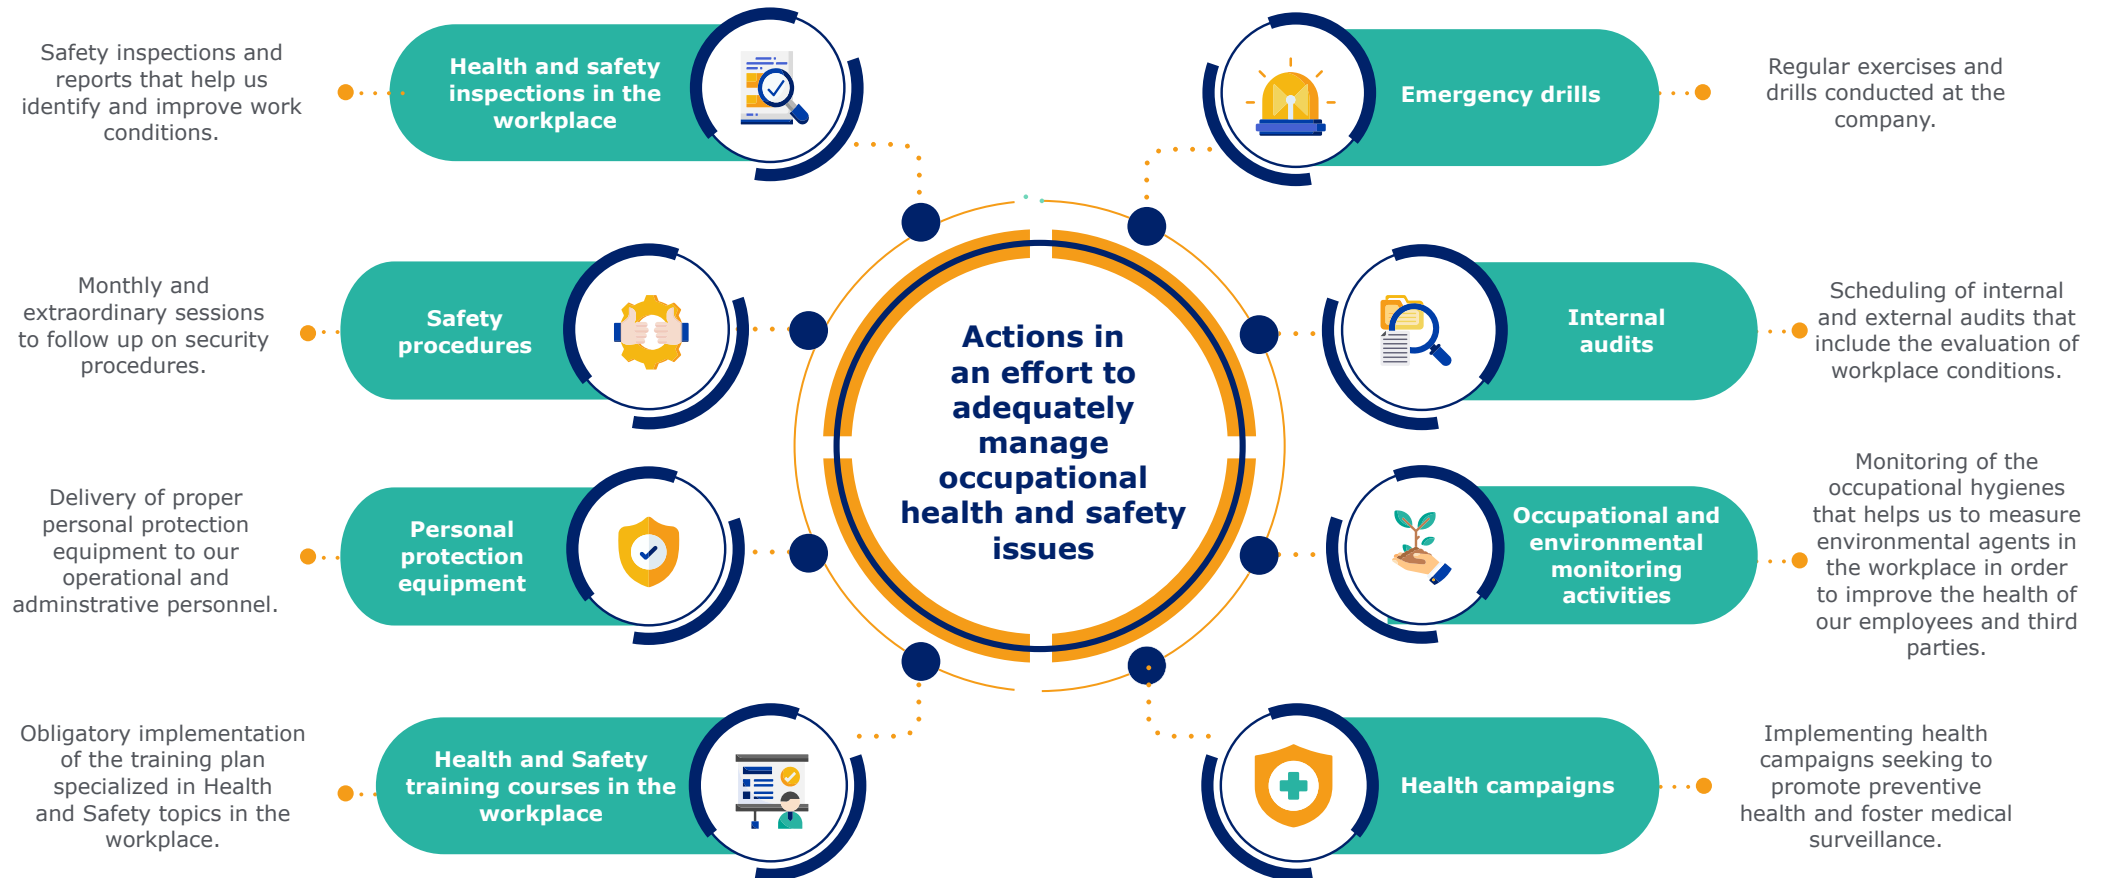 Safety inspections and
reports that help us
identify and improve work
conditions.
Health and safety
inspections in the
workplace
Monthly and
extraordinary sessions
to follow up on security
procedures.
Safety
procedures
Delivery of proper
personal protection
equipment to our
operational and
adminstrative personnel.
Personal
protection
equipment
Obligatory implementation
of the training plan
specialized in Health
and Safety topics in the
workplace.
Health and Safety
training courses in the
workplace
Actions in
an effort to
adequately
manage
occupational
health and safety
issues
Emergency drills
Regular exercises and
drills conducted at the
company.
Internal
audits
Scheduling of internal
and external audits that
include the evaluation of
workplace conditions.
Occupational and
environmental
monitoring
activities
Monitoring of the
occupational hygienes
that helps us to measure
environmental agents in
the workplace in order
to improve the health of
our employees and third
parties.
Health campaigns
Implementing health
campaigns seeking to
promote preventive
health and foster medical
surveillance.